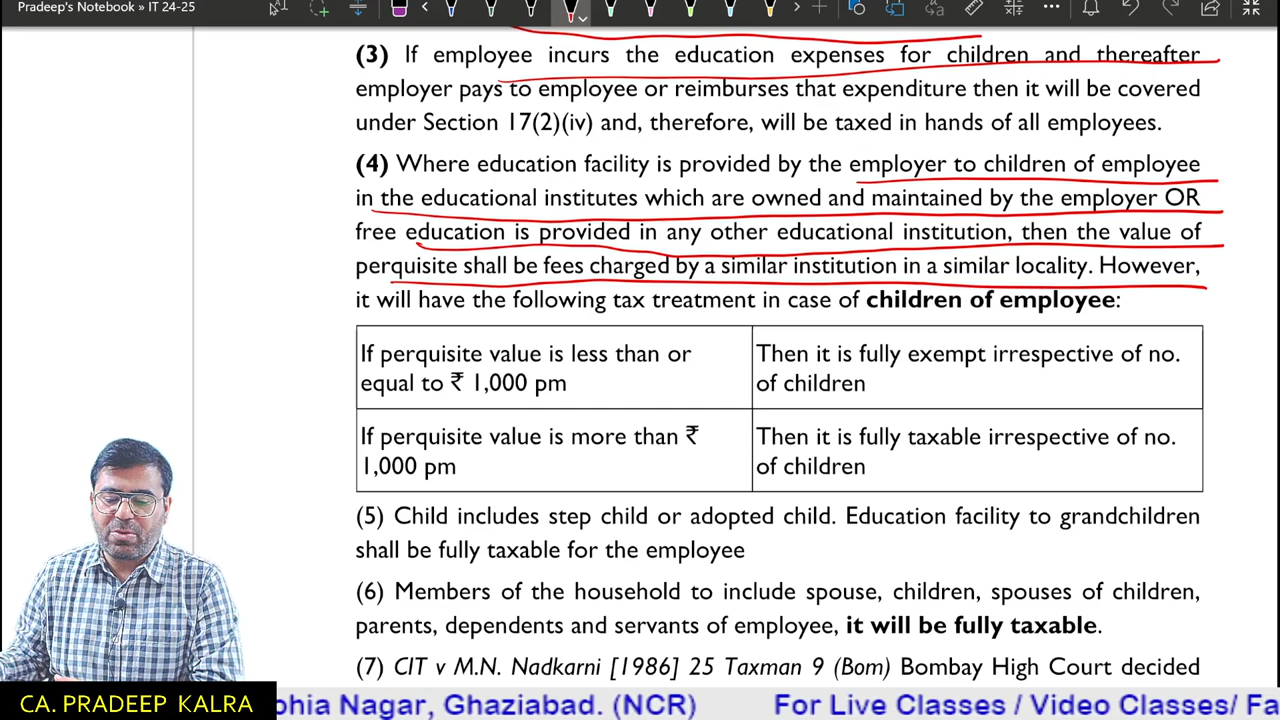 Pradeep's Notebook » IT 24-25
(3) If employee incurs the education expenses for children and thereafter
employer pays to employee or reimburses that expenditure then it will be covered
under Section 17(2)(iv) and, therefore, will be taxed in hands of all employees.
(4) Where education facility is provided by the employer to children of employee
in the educational institutes which are owned and maintained by the employer OR
free education is provided in any other educational institution, then the value of
perquisite shall be fees charged by a similar institution in a similar locality. However,
it will have the following tax treatment in case of children of employee:
If perquisite value is less than or
equal to ₹ 1,000 pm
Then it is fully exempt irrespective of no.
of children
If perquisite value is more than ₹
1,000 pm
Then it is fully taxable irrespective of no.
of children
(5) Child includes step child or adopted child. Education facility to grandchildren
shall be fully taxable for the employee
(6) Members of the household to include spouse, children, spouses of children,
parents, dependents and servants of employee, it will be fully taxable.
(7) CIT v M.N. Nadkarni [1986] 25 Taxman 9 (Bom) Bombay High Court decided
CA. PRADEEP KALRA
ohia Nagar, Ghaziabad. (NCR) For Live Classes / Video Classes/ Fa